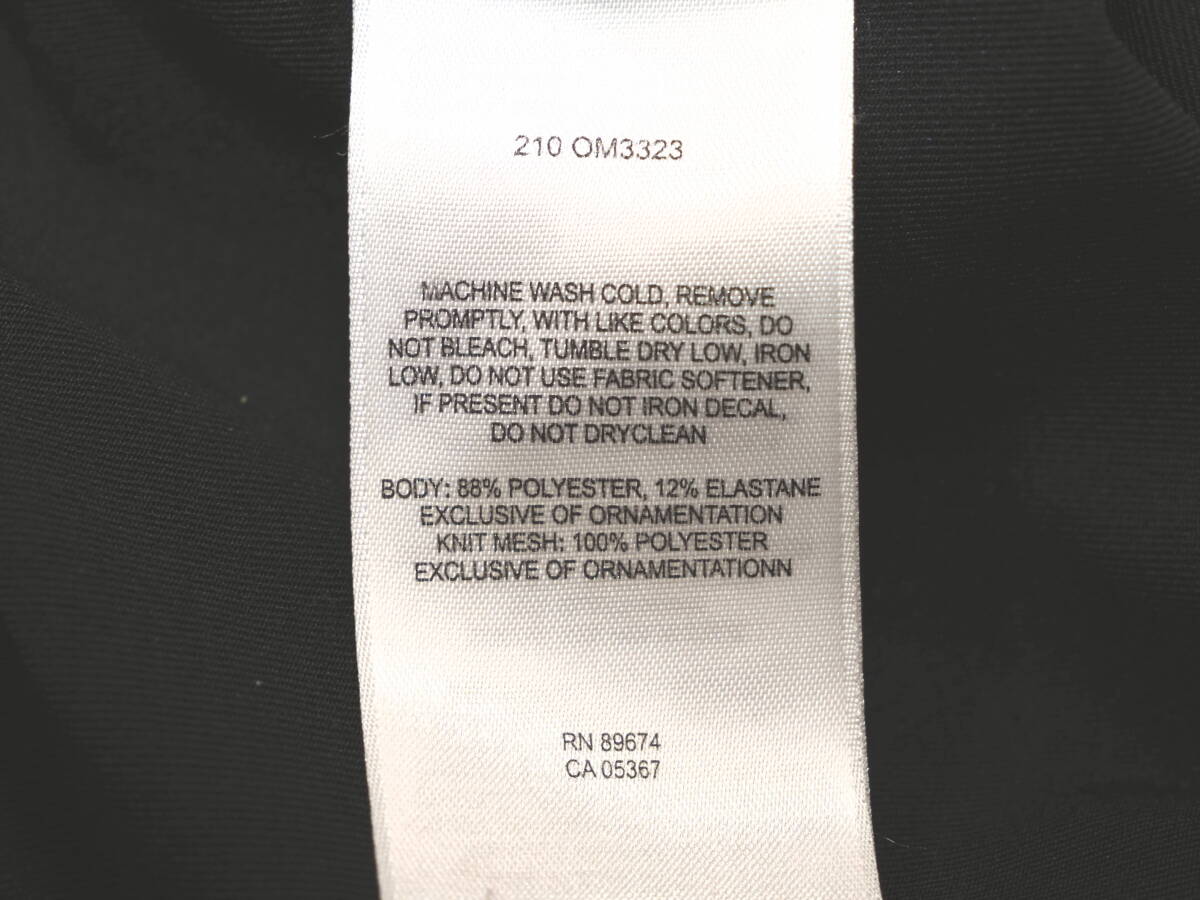 210 OM3323
MACHINE WASH COLD, REMOVE
PROMPTLY, WITH LIKE COLORS, DO
NOT BLEACH, TUMBLE DRY LOW, IRON
LOW, DO NOT USE FABRIC SOFTENER,
IF PRESENT DO NOT IRON DECAL,
DO NOT DRYCLEAN
BODY: 88% POLYESTER, 12% ELASTANE
EXCLUSIVE OF ORNAMENTATION
KNIT MESH: 100% POLYESTER
EXCLUSIVE OF ORNAMENTATIONN
RN 89674
CA 05367